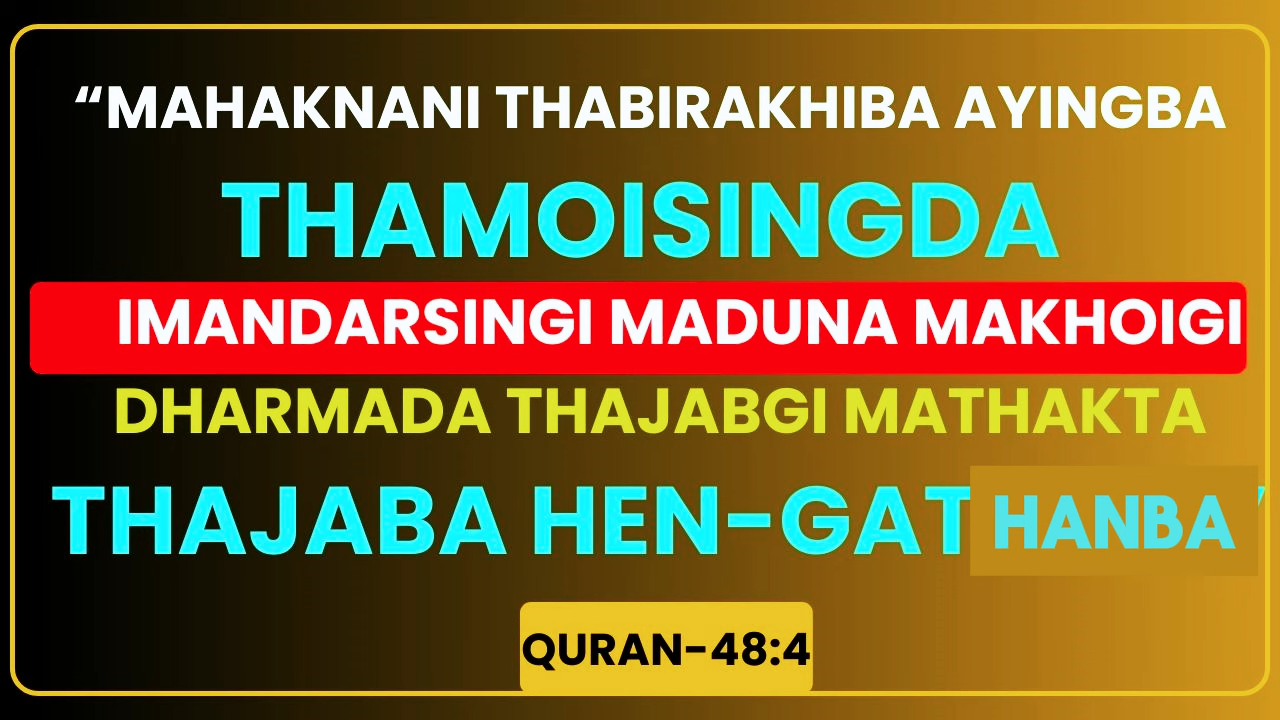 “MAHAKNANI THABIRAKHIBA AYINGBA
THAMOISINGDA
IMANDARSINGI MADUNA MAKHOIGI
DHARMADA THAJABGI MATHAKTA
THAJABA HEN-GAT HANBA
QURAN-48:4